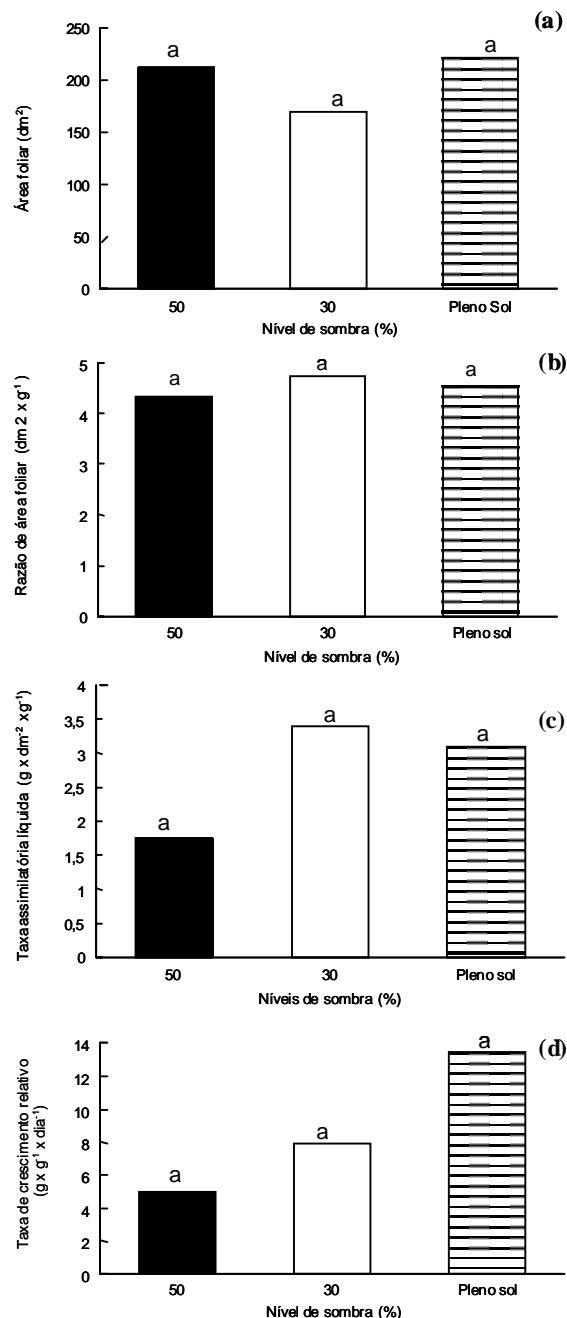 (a)
Área foliar (dm²)
250
200
150
100
50
0
a
a
a
50
30
Pleno Sol
Nível de sombra (%)
(b)
Razão de área foliar (dm 2 x g⁻¹)
5
4
3
2
1
0
a
a
a
50
30
Pleno sol
Nível de sombra (%)
(c)
Taxa assimilatória líquida (g x dm⁻² x g⁻¹)
4
3,5
3
2,5
2
1,5
1
0,5
0
a
a
a
50
30
Pleno sol
Níveis de sombra (%)
(d)
Taxa de crescimento relativo
(g x g⁻¹ x dia⁻¹)
14
12
10
8
6
4
2
0
a
a
a
50
30
Pleno sol
Nível de sombra (%)